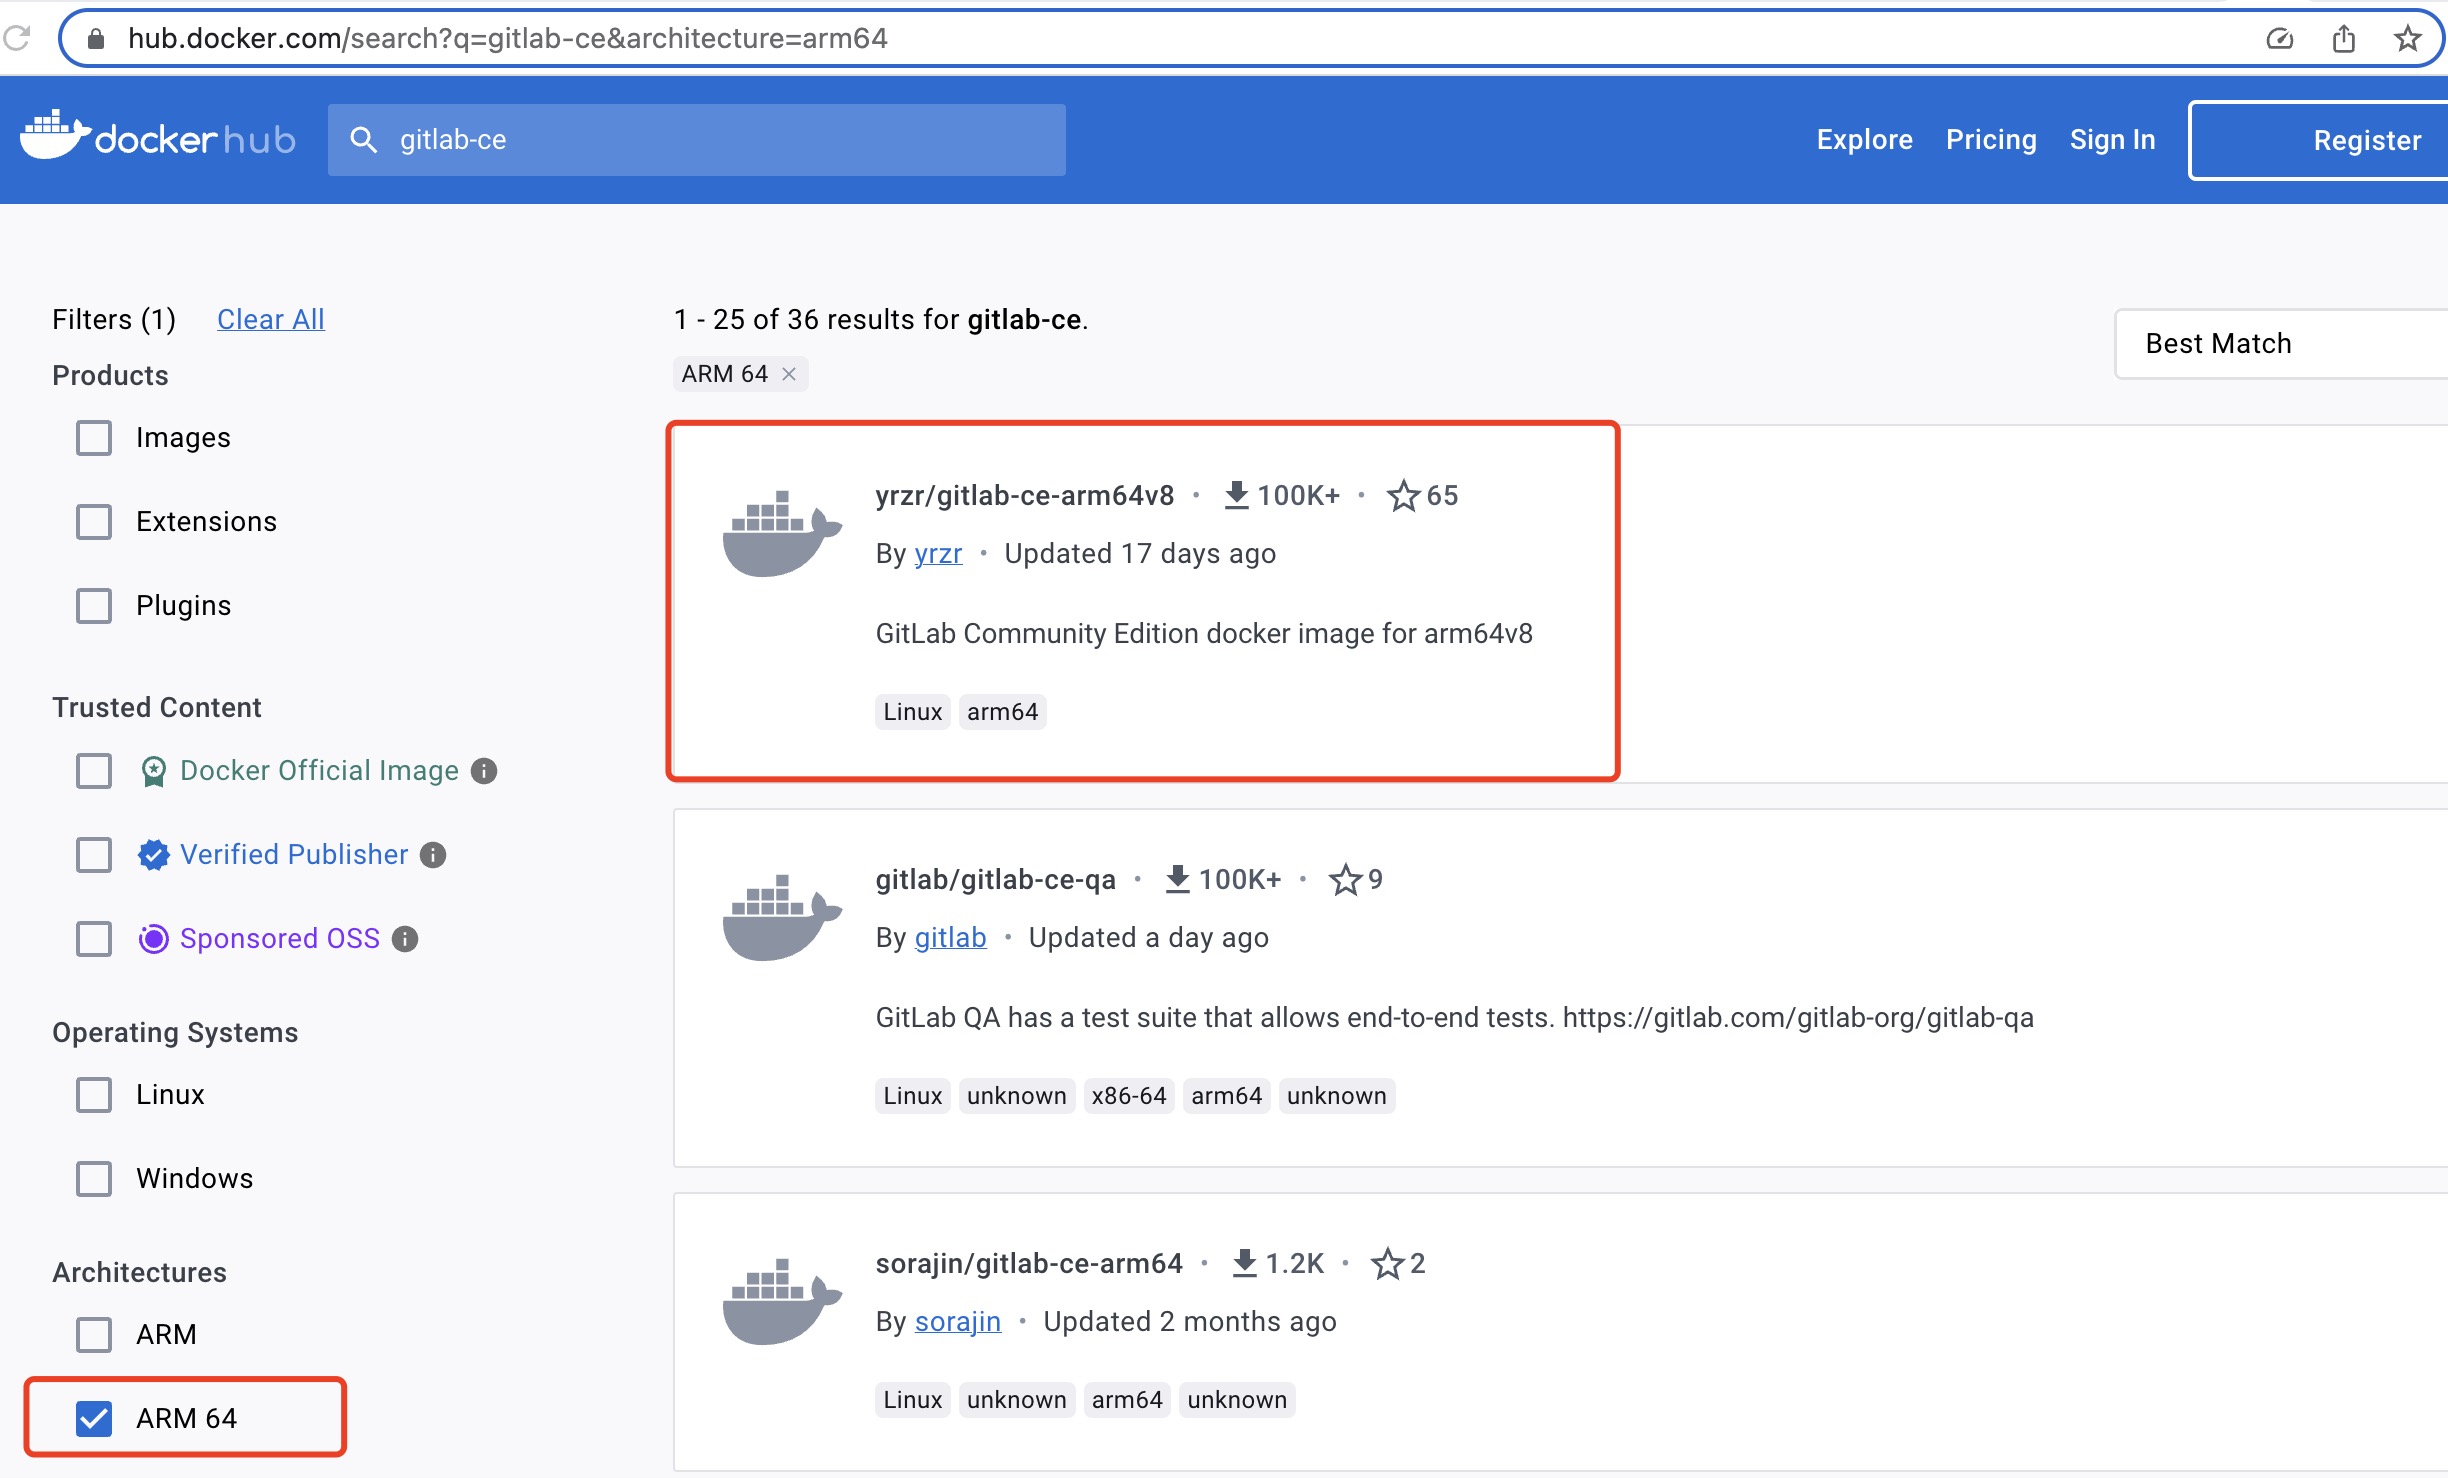 hub.docker.com/search?q=gitlab-ce&architecture=arm64
docker hub
gitlab-ce
Explore
Pricing
Sign In
Register
Filters (1)
Clear All
Products
Images
Extensions
Plugins
Trusted Content
Docker Official Image
Verified Publisher
Sponsored OSS
Operating Systems
Linux
Windows
Architectures
ARM
ARM 64
1 - 25 of 36 results for gitlab-ce.
ARM 64
Best Match
yrzr/gitlab-ce-arm64v8 • 100K+ • 65
By yrzr • Updated 17 days ago
GitLab Community Edition docker image for arm64v8
Linux arm64
gitlab/gitlab-ce-qa • 100K+ • 9
By gitlab • Updated a day ago
GitLab QA has a test suite that allows end-to-end tests. https://gitlab.com/gitlab-org/gitlab-qa
Linux unknown x86-64 arm64 unknown
sorajin/gitlab-ce-arm64 • 1.2K • 2
By sorajin • Updated 2 months ago
Linux unknown arm64 unknown